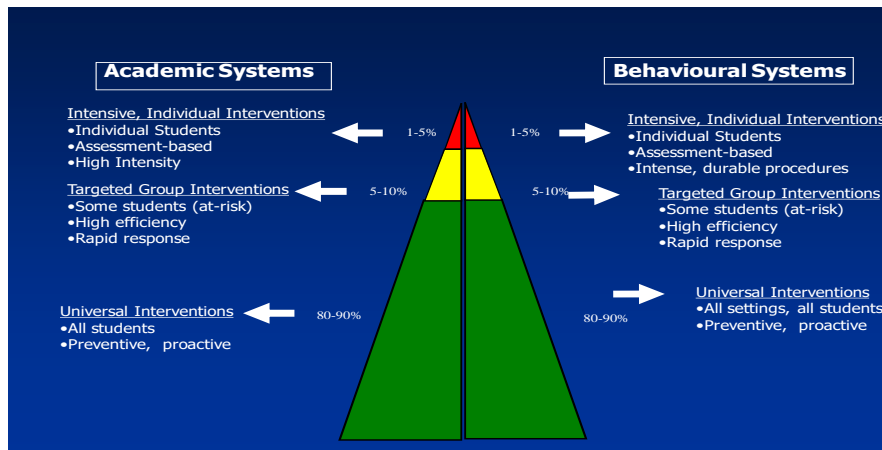 Academic Systems
Intensive, Individual Interventions
•Individual Students
•Assessment-based
•High Intensity
1-5%
Targeted Group Interventions
•Some students (at-risk)
•High efficiency
•Rapid response
5-10%
Universal Interventions
•All students
•Preventive, proactive
80-90%
Behavioural Systems
1-5%
Intensive, Individual Interventions
•Individual Students
•Assessment-based
•Intense, durable procedures
5-10%
Targeted Group Interventions
•Some students (at-risk)
•High efficiency
•Rapid response
80-90%
Universal Interventions
•All settings, all students
•Preventive, proactive